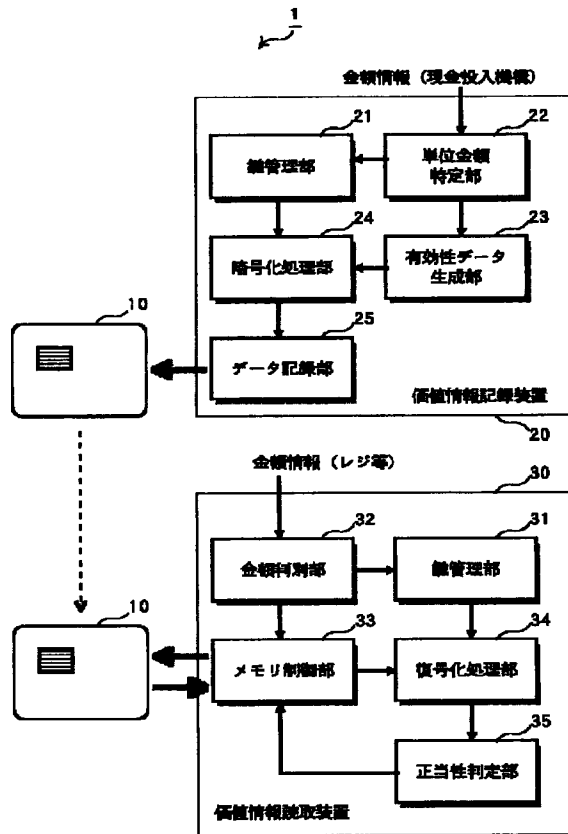 1
金額情報（現金投入機構）
21
22
鍵管理部
単位金額
特定部
24
23
暗号化処理部
有効性データ
生成部
10
25
データ記録部
価値情報記録装置
20
金額情報（レジ等）
30
32
31
金額判別部
鍵管理部
10
33
34
メモリ制御部
復号化処理部
35
正当性判定部
価値情報読取装置